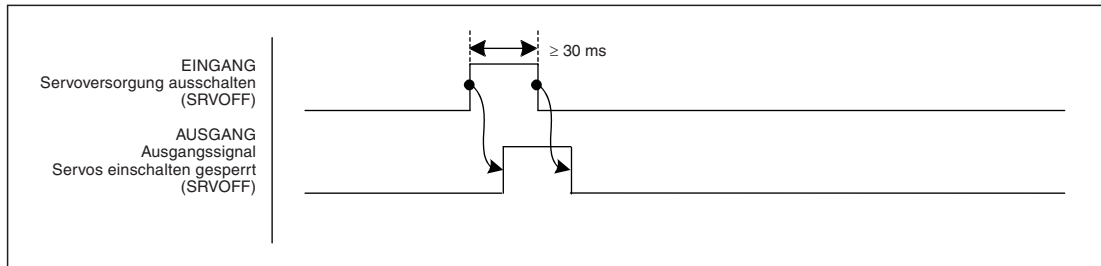 ≥ 30 ms
EINGANG
Servoversorgung ausschalten
(SRVOFF)
AUSGANG
Ausgangssignal
Servos einschalten gesperrt
(SRVOFF)